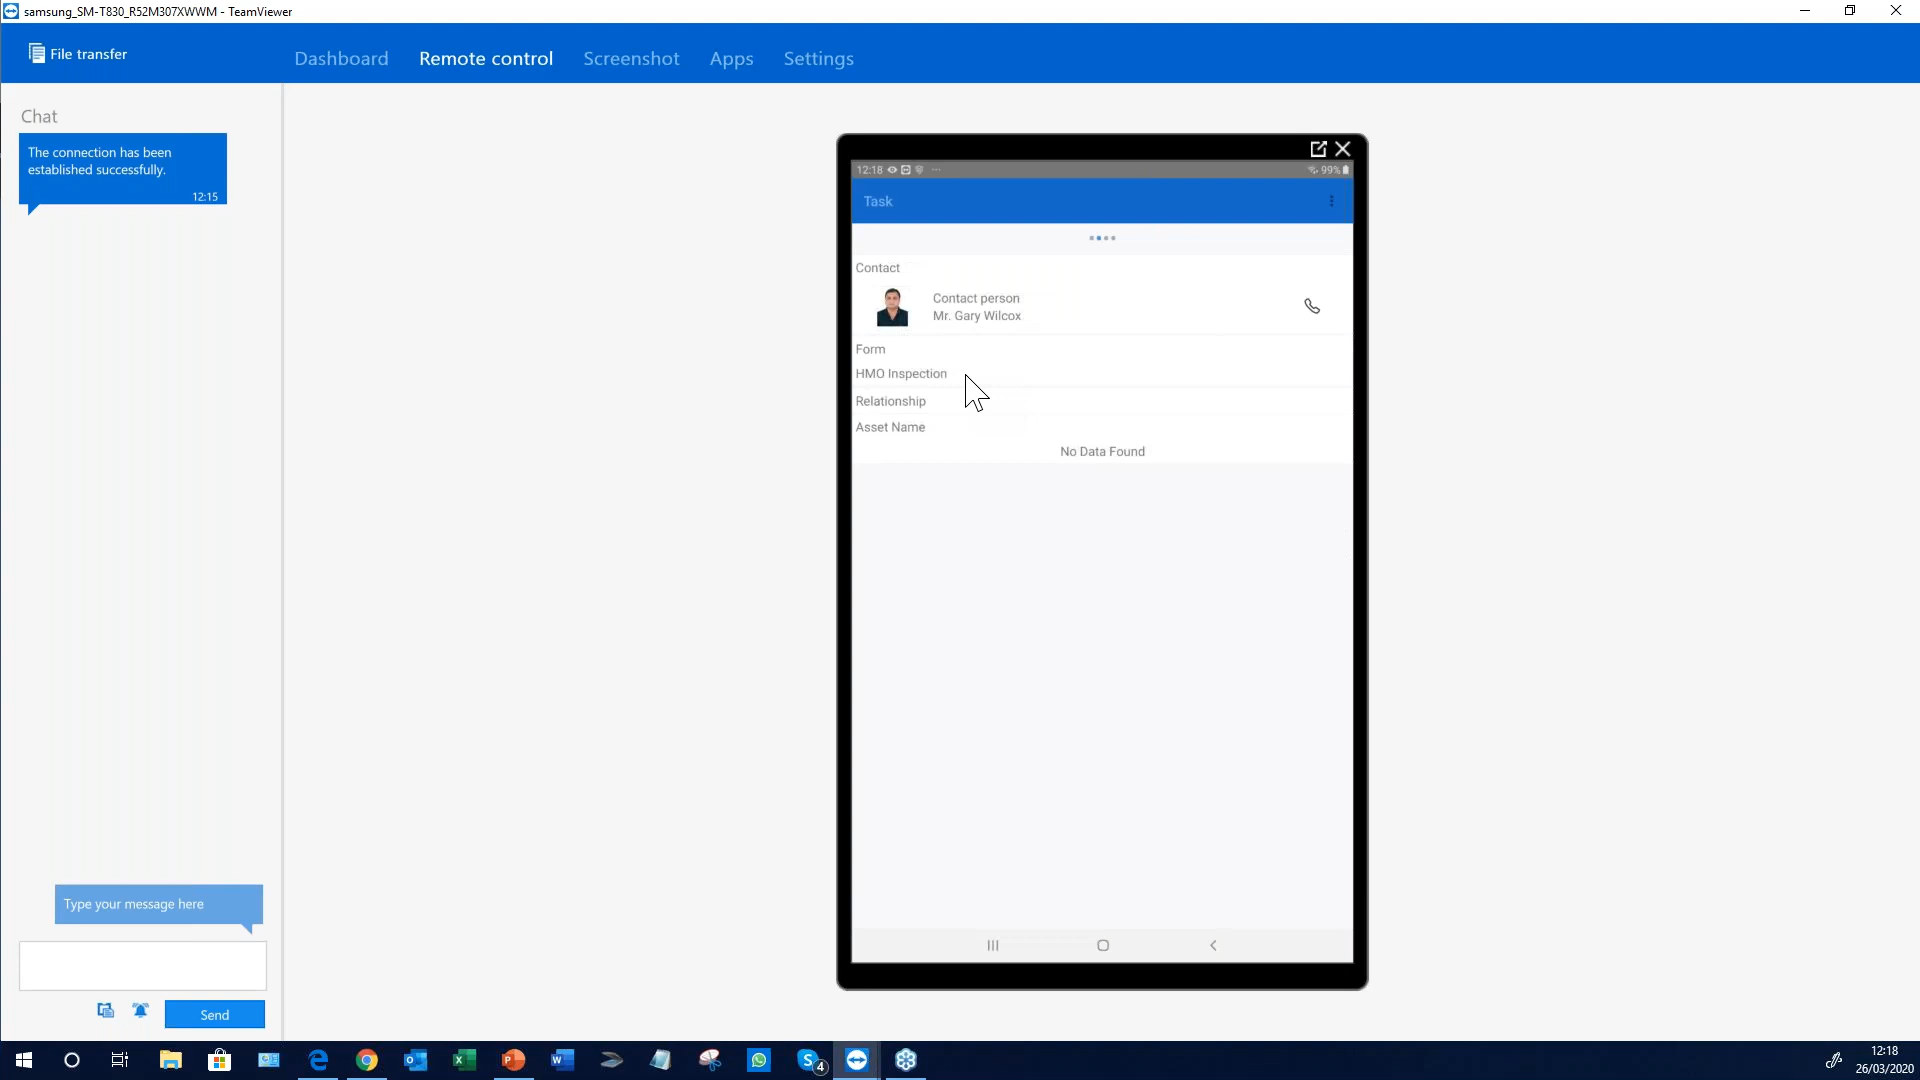 samsung_SM-T830_R52M307XWWM - TeamViewer
File transfer
Dashboard
Remote control
Screenshot
Apps
Settings
Chat
The connection has been
established successfully.
12:15
12:18
99%
Task
Contact
Contact person
Mr. Gary Wilcox
Form
HMO Inspection
Relationship
Asset Name
No Data Found
Type your message here
Send
4
12:18
26/03/2020